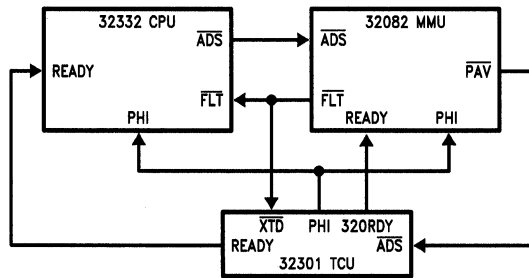 32332 CPU
32082 MMU
ADS
ADS
READY
PAV
FLT
FLT
PHI
READY
PHI
XTD
PHI
320RDY
READY
ADS
32301 TCU